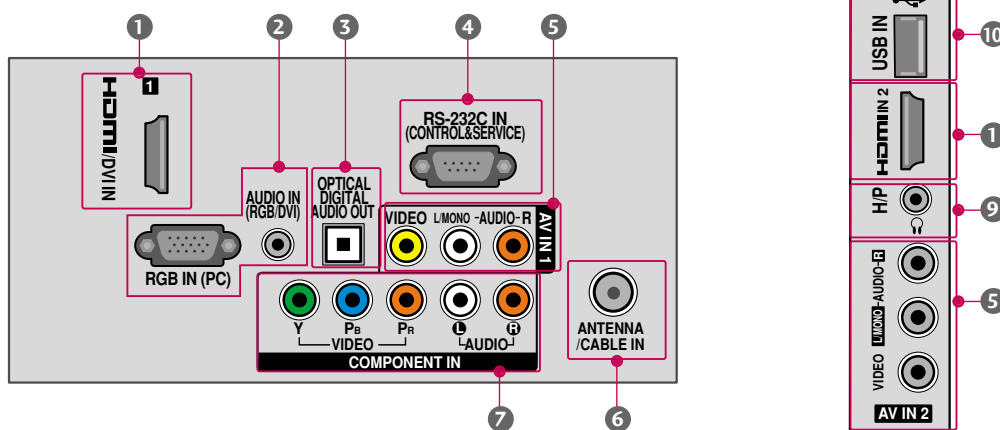 1
2
3
4
5
1
HDMI/DVI IN
RS-232C IN
(CONTROL&SERVICE)
AUDIO IN
(RGB/DVI)
OPTICAL
DIGITAL
AUDIO OUT
VIDEO L/MONO -AUDIO- R
AV IN 1
RGB IN (PC)
Y PB PR L R
VIDEO AUDIO
COMPONENT IN
ANTENNA
/CABLE IN
7
6
USB IN
10
HDMI IN 2
1
H/P
9
VIDEO L/MONO-AUDIO-R
5
AV IN 2